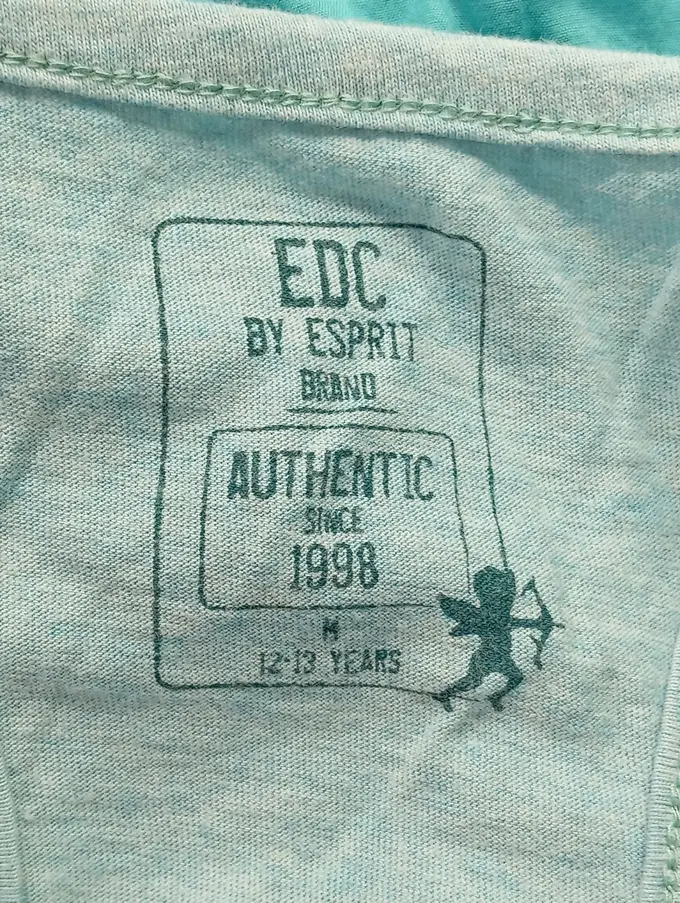 EDC
BY ESPRIT
BRAND
AUTHENTIC
SINCE
1998
M
12-13 YEARS